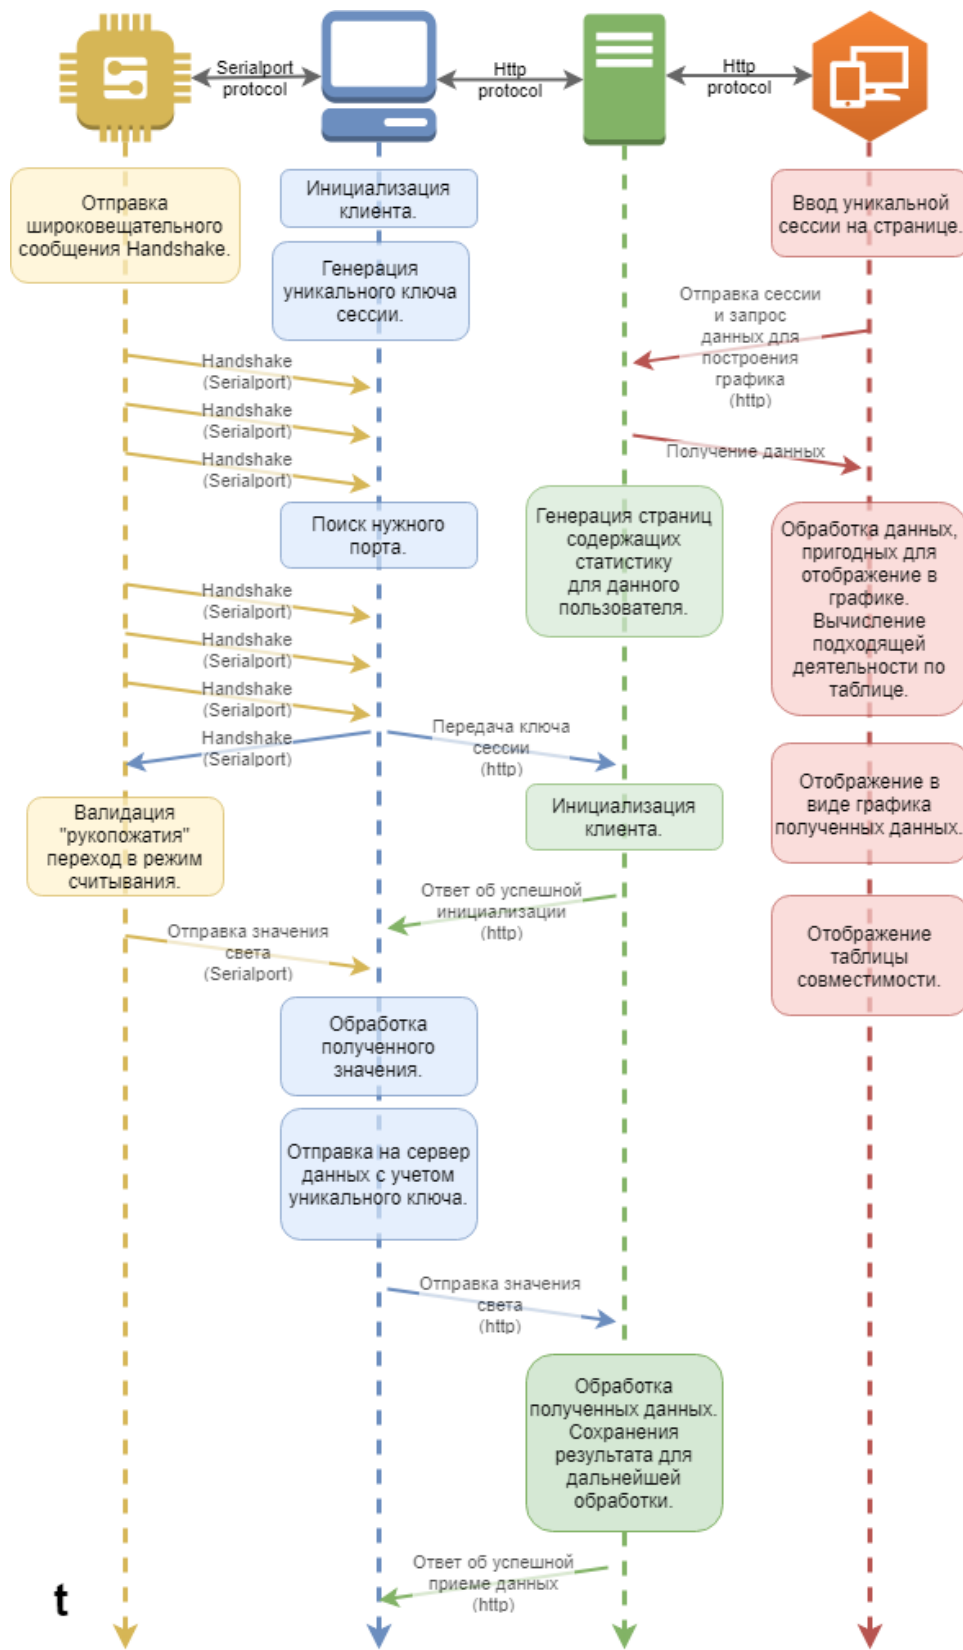 Serialport
protocol
Http
protocol
Http
protocol
Отправка
широковещательного
сообщения Handshake.
Инициализация
клиента.
Генерация
уникального ключа
сессии.
Ввод уникальной
сессии на странице.
Отправка сессии
и запрос
данных для
построения
графика
(http)
Handshake
(Serialport)
Handshake
(Serialport)
Handshake
(Serialport)
Получение данных
Поиск нужного
порта.
Генерация страниц
содержащих
статистику
для данного
пользователя.
Обработка данных,
пригодных для
отображение в
графике.
Вычисление
подходящей
деятельности по
таблице.
Handshake
(Serialport)
Handshake
(Serialport)
Handshake
(Serialport)
Handshake
(Serialport)
Передача ключа
сессии
(http)
Валидация
"рукопожатия"
переход в режим
считывания.
Инициализация
клиента.
Отображение в
виде графика
полученных данных.
Ответ об успешной
инициализации
(http)
Отправка значения
света
(Serialport)
Отображение
таблицы
совместимости.
Обработка
полученного
значения.
Отправка на сервер
данных с учетом
уникального ключа.
Отправка значения
света
(http)
Обработка
полученных данных.
Сохранения
результата для
дальнейшей
обработки.
Ответ об успешной
приеме данных
(http)
t